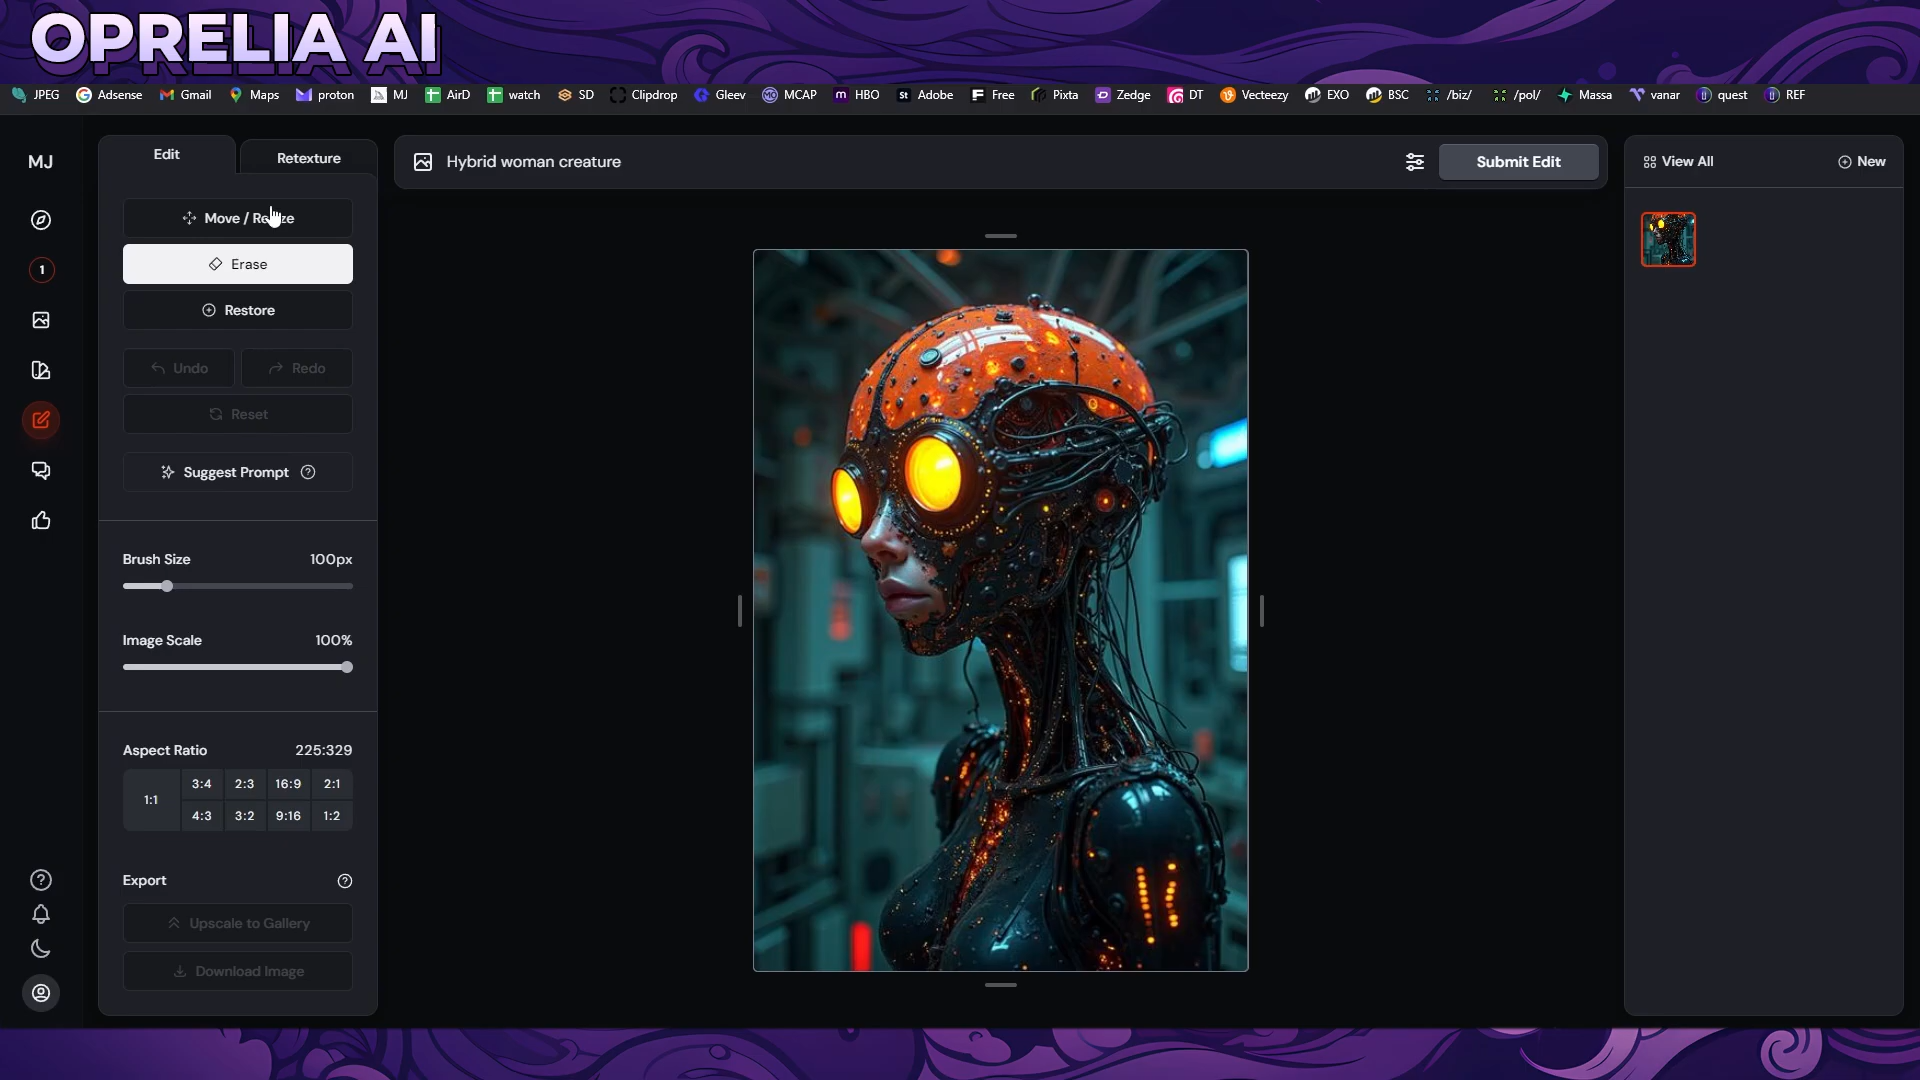 OPRELIA AI
JPEG Adsense Gmail Maps proton MJ AirD watch SD Clipdrop Gleev MCAP HBO Adobe Free Pixta Zedge DT Vecteezy EXO BSC /biz/ /pol/ Massa vanar quest REF
MJ
Edit
Retexture
Hybrid woman creature
Submit Edit
View All
New
Move / Resize
Erase
1
Restore
Undo
Redo
Reset
Suggest Prompt
Brush Size 100px
Image Scale 100%
Aspect Ratio 225:329
1:1
3:4 2:3 16:9 2:1
4:3 3:2 9:16 1:2
Export
Upscale to Gallery
Download Image